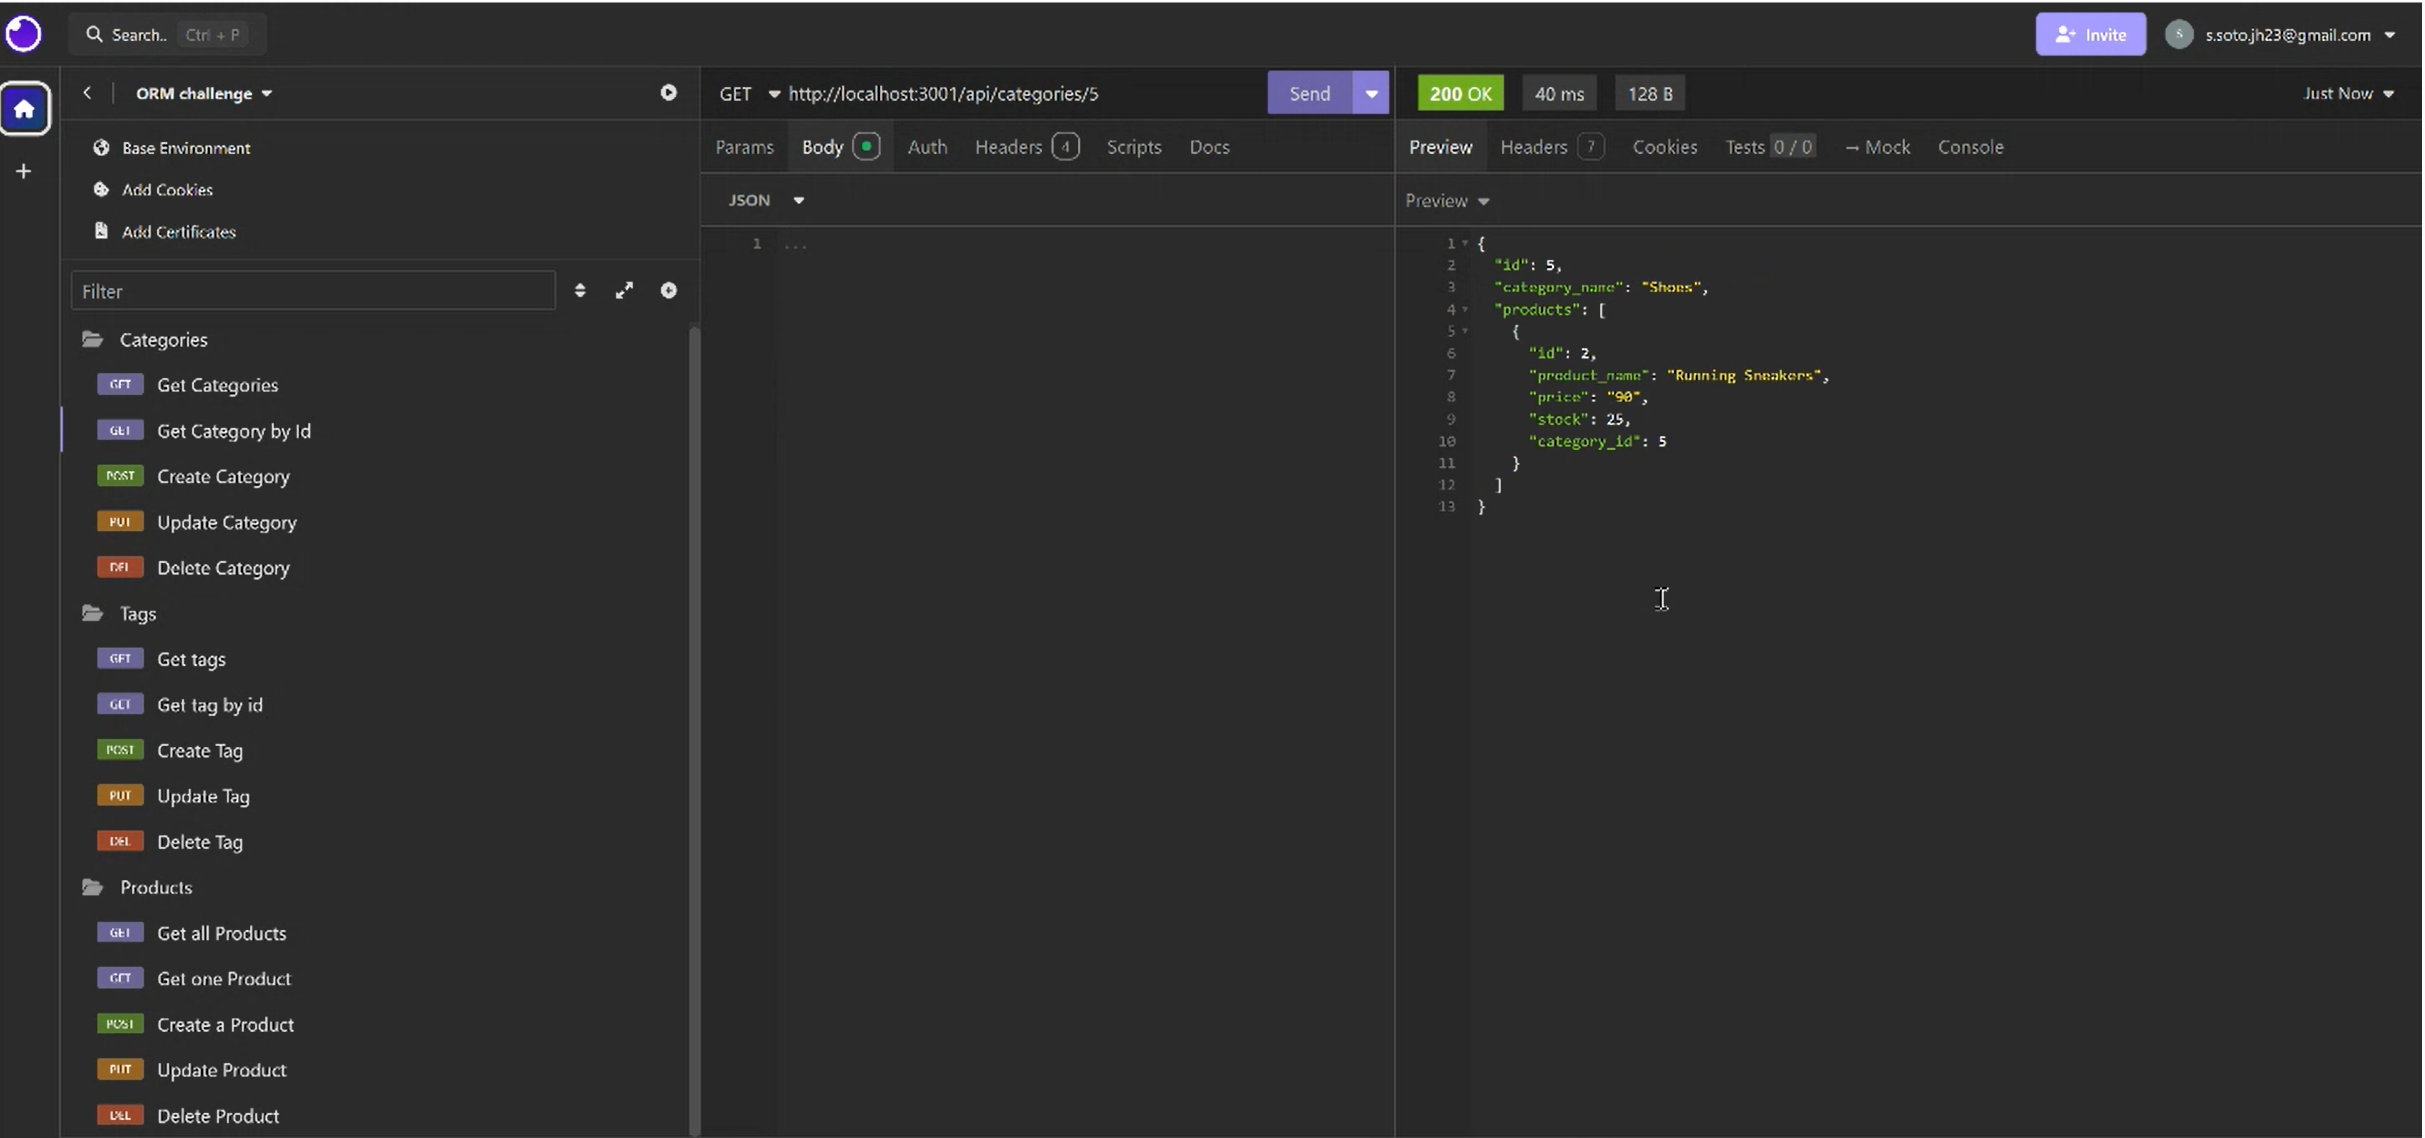 Search.. Ctrl + P
Invite
S s.soto.jh23@gmail.com
ORM challenge
Base Environment
Add Cookies
Add Certificates
Filter
Categories
GET Get Categories
GET Get Category by Id
POST Create Category
PUT Update Category
DEL Delete Category
Tags
GET Get tags
GET Get tag by id
POST Create Tag
PUT Update Tag
DEL Delete Tag
Products
GET Get all Products
GET Get one Product
POST Create a Product
PUT Update Product
DEL Delete Product
GET http://localhost:3001/api/categories/5 Send
Params Body Auth Headers 4 Scripts Docs
JSON
1 ...
200 OK 40 ms 128 B Just Now
Preview Headers 7 Cookies Tests 0 / 0 → Mock Console
Preview
1 {
2 "id": 5,
3 "category_name": "Shoes",
4 "products": [
5 {
6 "id": 2,
7 "product_name": "Running Sneakers",
8 "price": "90",
9 "stock": 25,
10 "category_id": 5
11 }
12 ]
13 }